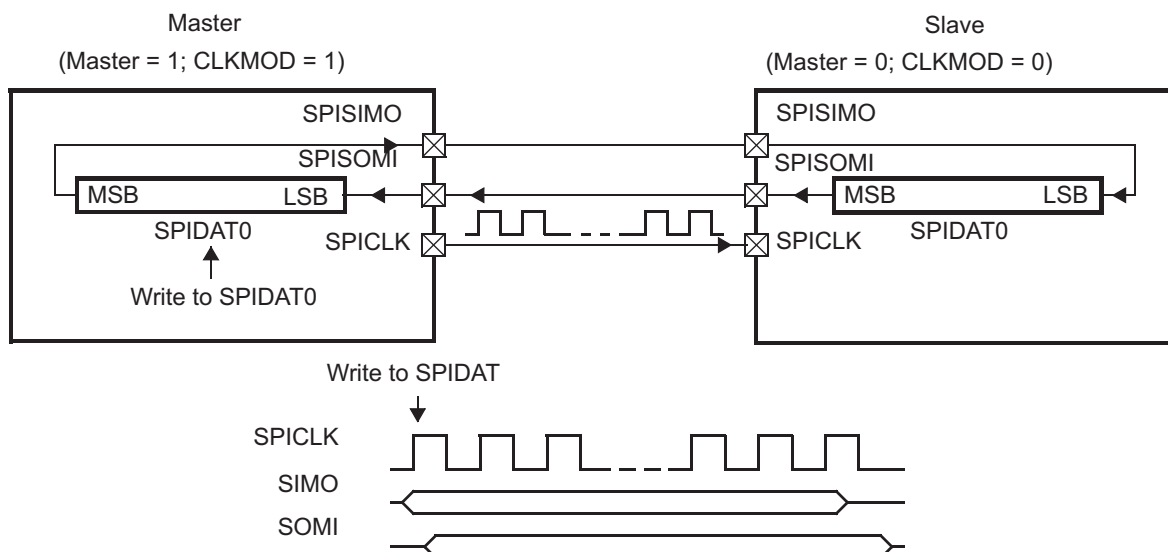 Master
(Master = 1; CLKMOD = 1)
Slave
(Master = 0; CLKMOD = 0)
SPISIMO
SPISIMO
SPISOMI
SPISOMI
MSB
LSB
MSB
LSB
SPIDAT0
SPICLK
SPICLK
SPIDAT0
Write to SPIDAT0
Write to SPIDAT
SPICLK
SIMO
SOMI